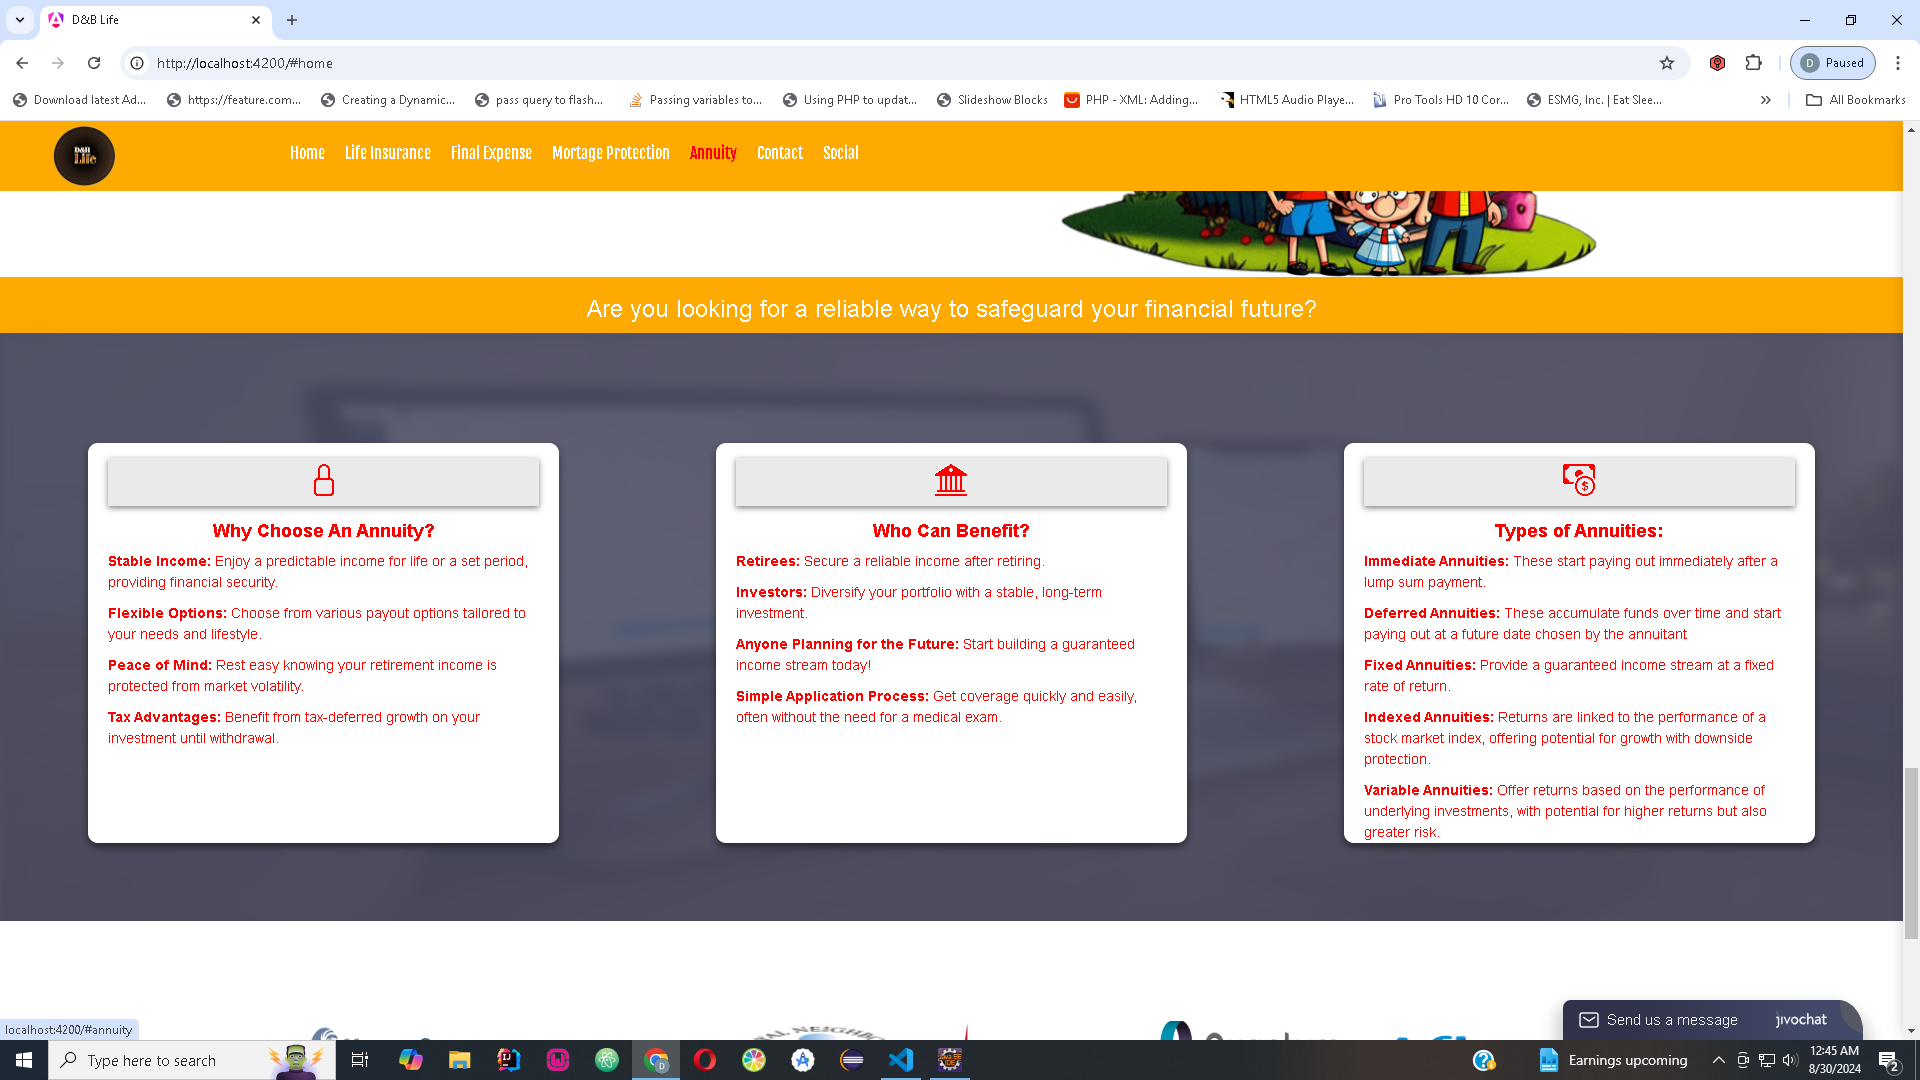 D&B Life
http://localhost:4200/#home
D
Paused
Download latest Ad...
https://feature.com...
Creating a Dynamic...
pass query to flash...
Passing variables to...
Using PHP to updat...
Slideshow Blocks
PHP - XML: Adding...
HTML5 Audio Playe...
Pro Tools HD 10 Cor...
ESMG, Inc. | Eat Slee...
All Bookmarks
D&B
Life
Home
Life Insurance
Final Expense
Mortage Protection
Annuity
Contact
Social
Are you looking for a reliable way to safeguard your financial future?
Why Choose An Annuity?
Stable Income: Enjoy a predictable income for life or a set period,
providing financial security.
Flexible Options: Choose from various payout options tailored to
your needs and lifestyle.
Peace of Mind: Rest easy knowing your retirement income is
protected from market volatility.
Tax Advantages: Benefit from tax-deferred growth on your
investment until withdrawal.
Who Can Benefit?
Retirees: Secure a reliable income after retiring.
Investors: Diversify your portfolio with a stable, long-term
investment.
Anyone Planning for the Future: Start building a guaranteed
income stream today!
Simple Application Process: Get coverage quickly and easily,
often without the need for a medical exam.
Types of Annuities:
Immediate Annuities: These start paying out immediately after a
lump sum payment.
Deferred Annuities: These accumulate funds over time and start
paying out at a future date chosen by the annuitant
Fixed Annuities: Provide a guaranteed income stream at a fixed
rate of return.
Indexed Annuities: Returns are linked to the performance of a
stock market index, offering potential for growth with downside
protection.
Variable Annuities: Offer returns based on the performance of
underlying investments, with potential for higher returns but also
greater risk.
localhost:4200/#annuity
Send us a message
jivochat
Type here to search
Earnings upcoming
12:45 AM
8/30/2024
2